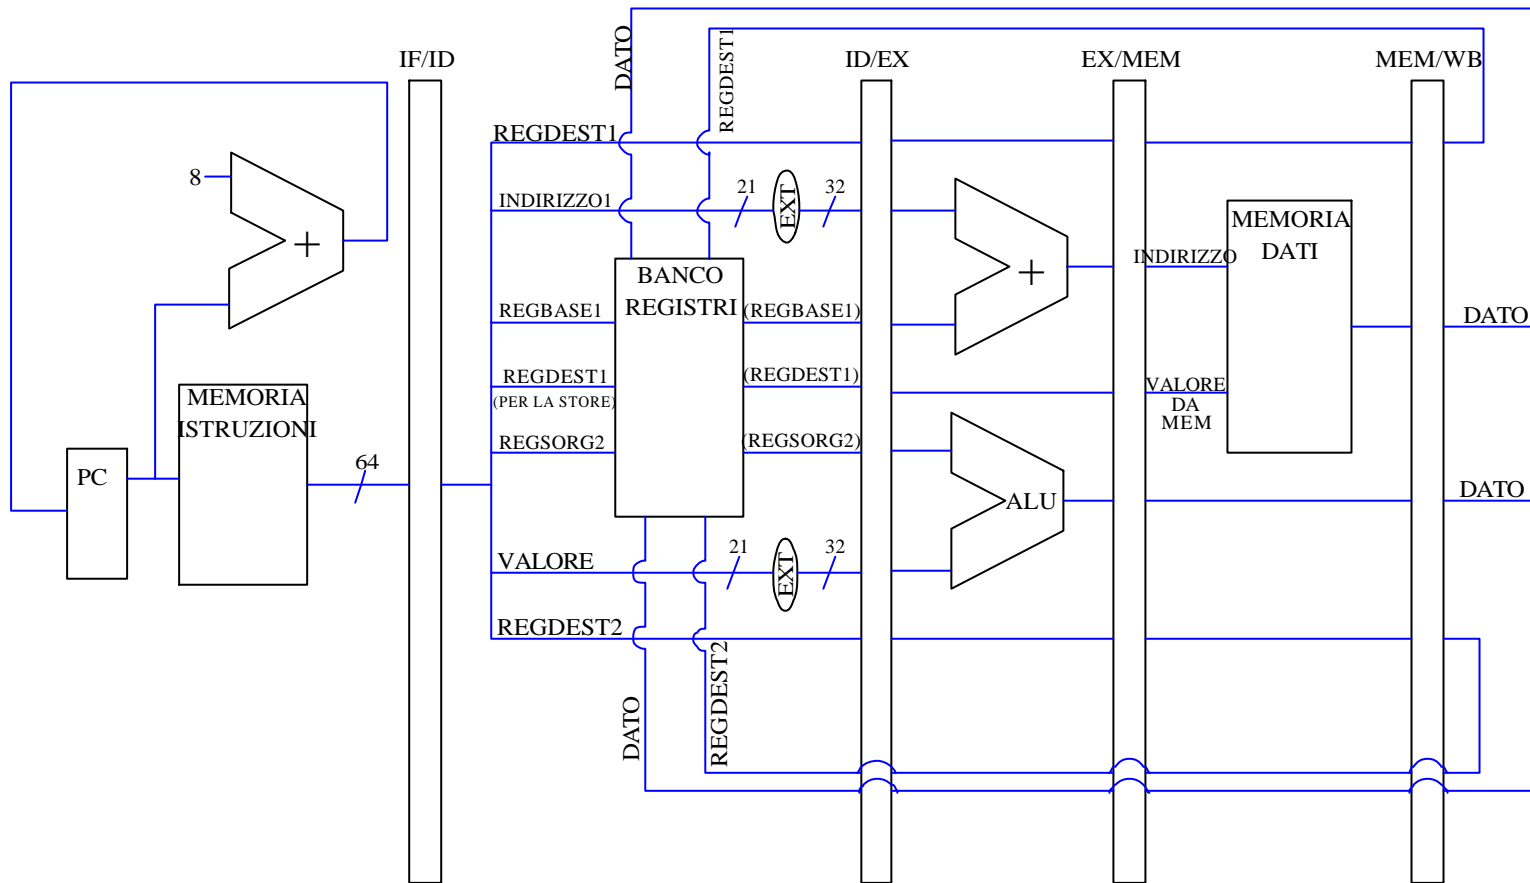 DATO
REGDEST1
IF/ID
ID/EX
EX/MEM
MEM/WB
REGDEST1
8
INDIRIZZO1
21
EXT
32
+
+
MEMORIA
DATI
INDIRIZZO
BANCO
REGISTRI
REGBASE1
(REGBASE1)
DATO
REGDEST1
(PER LA STORE)
(REGDEST1)
VALORE
DA
MEM
MEMORIA
ISTRUZIONI
PC
64
REGSORG2
(REGSORG2)
ALU
DATO
VALORE
21
EXT
32
REGDEST2
DATO
REGDEST2